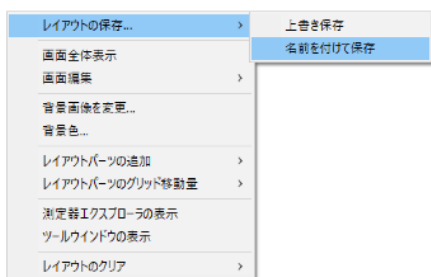 レイアウトの保存...
上書き保存
名前を付けて保存
画面全体表示
画面編集
背景画像を変更...
背景色...
レイアウトパーツの追加
レイアウトパーツのグリッド移動量
測定器エクスプローラの表示
ツールウインドウの表示
レイアウトのクリア